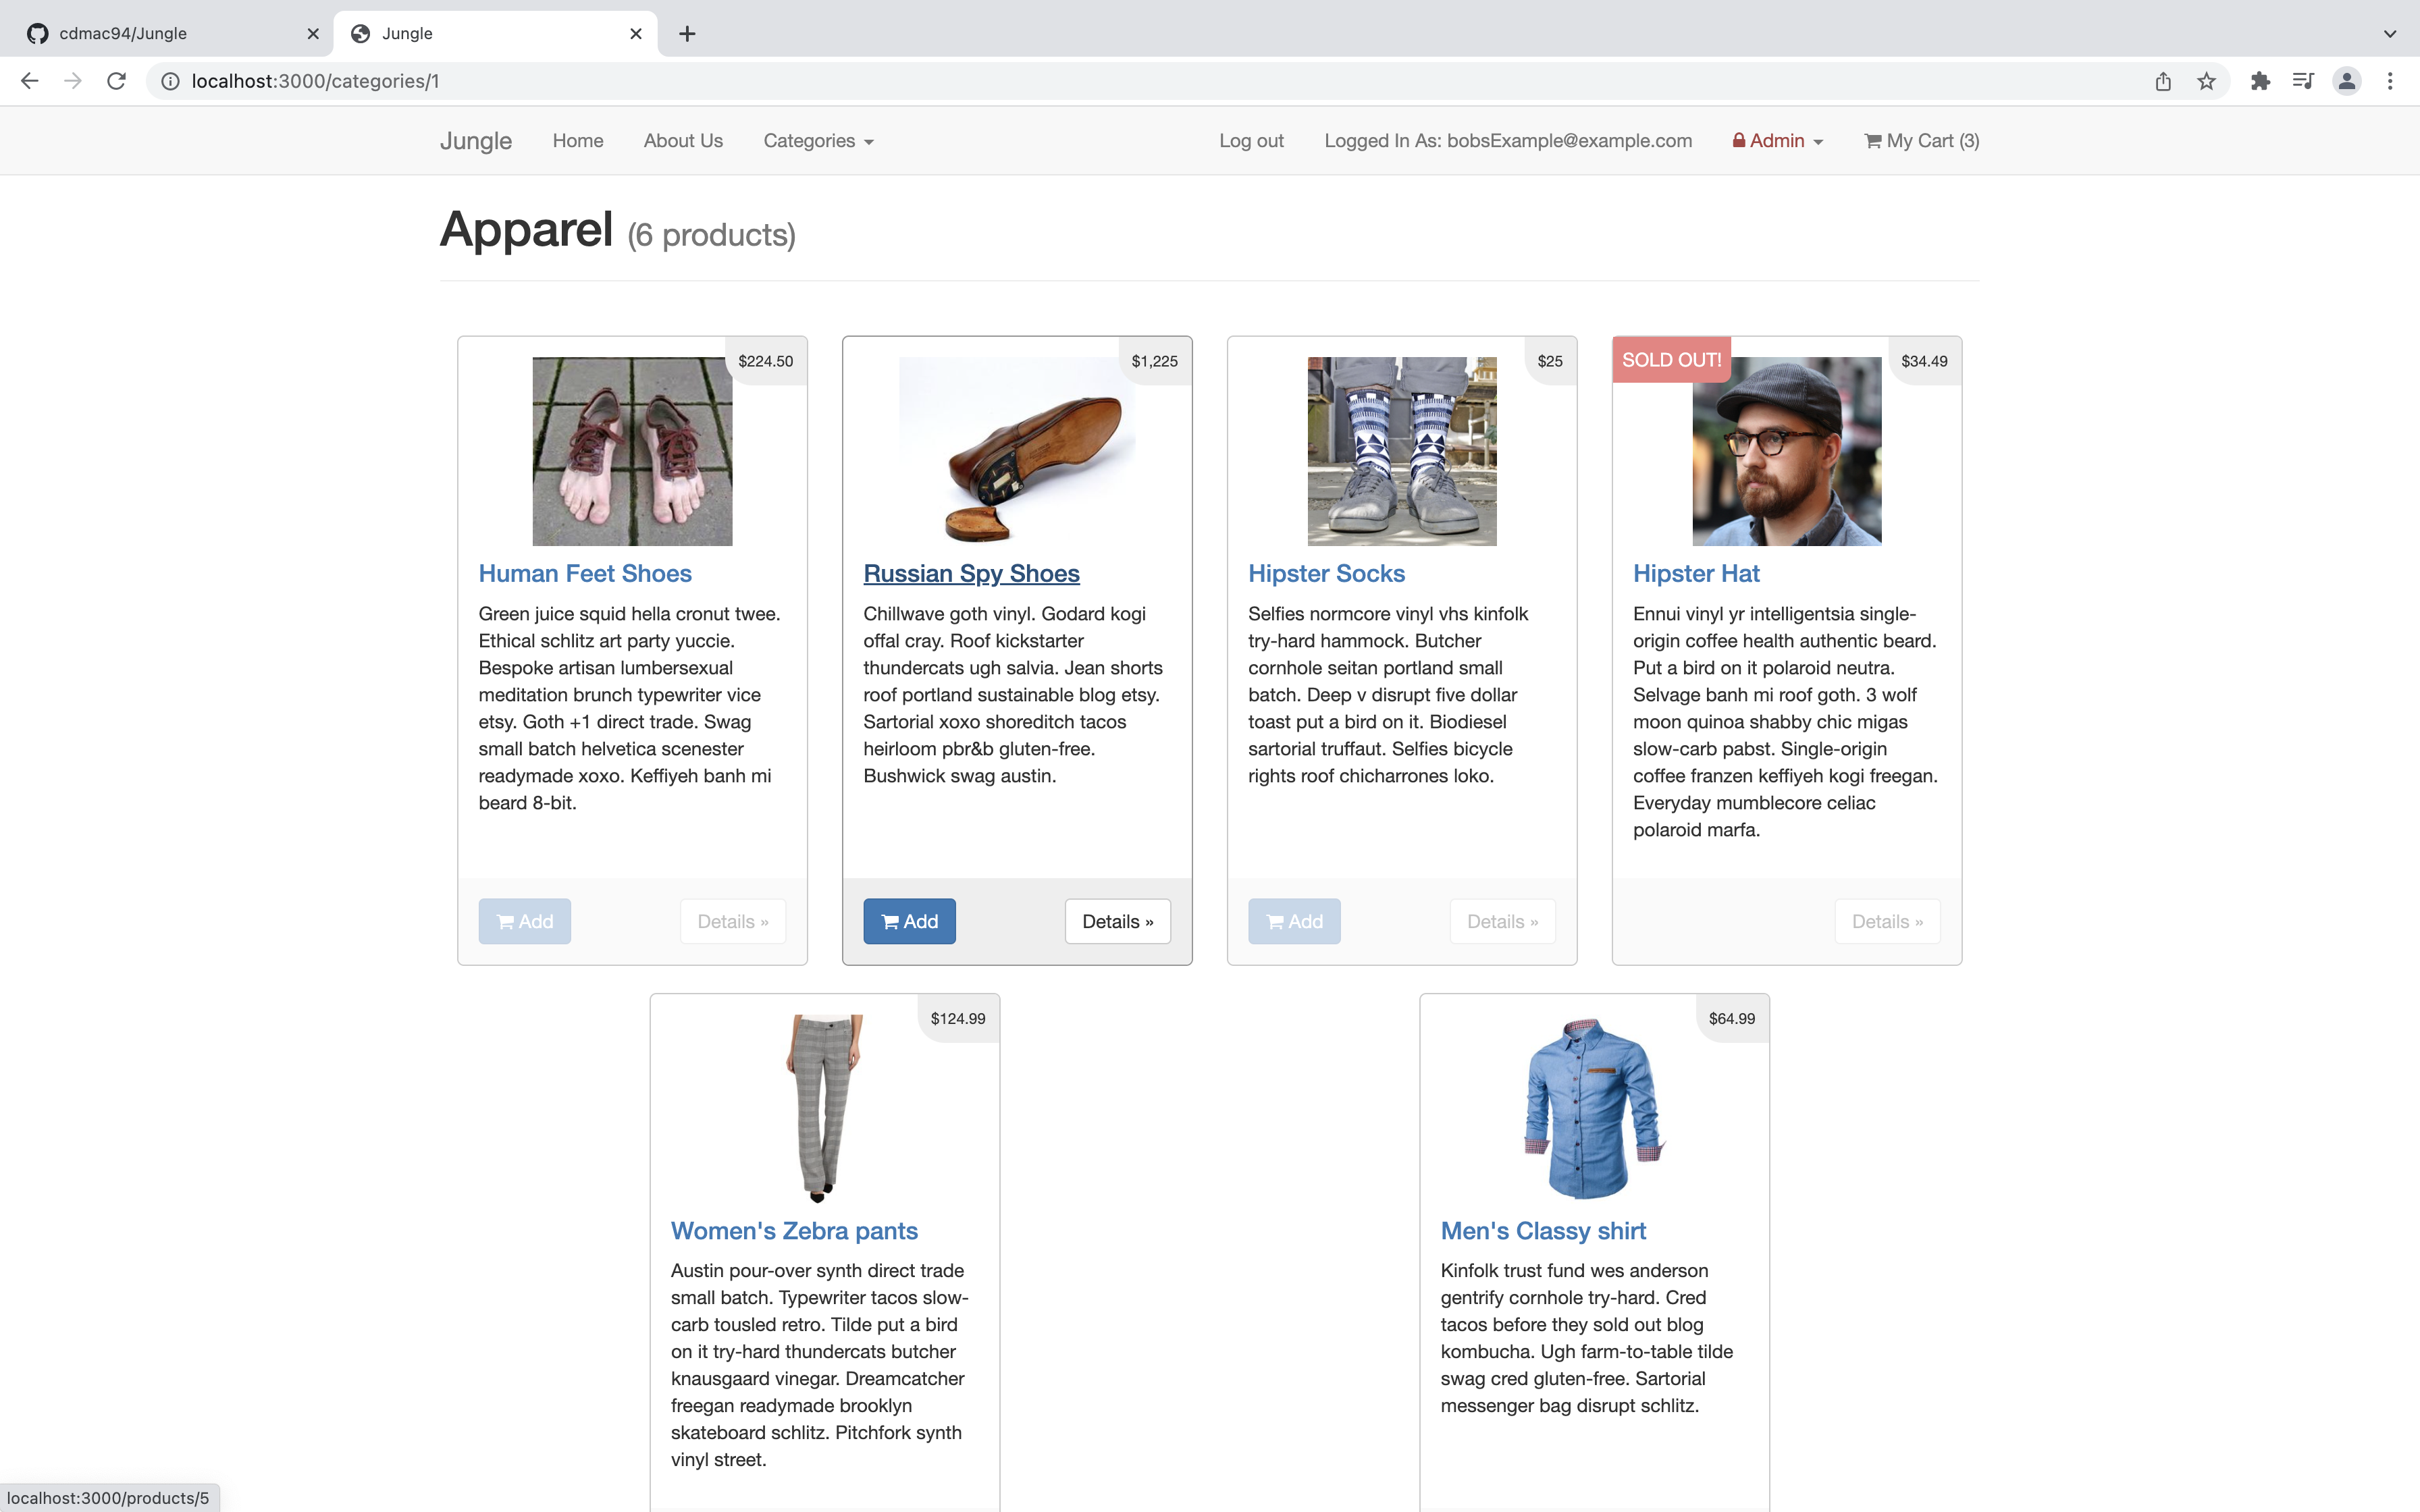 cdmac94/Jungle
Jungle
localhost:3000/categories/1
Jungle Home About Us Categories Log out Logged In As: bobsExample@example.com Admin My Cart (3)
Apparel (6 products)
$224.50
Human Feet Shoes
Green juice squid hella cronut twee.
Ethical schlitz art party yuccie.
Bespoke artisan lumbersexual
meditation brunch typewriter vice
etsy. Goth +1 direct trade. Swag
small batch helvetica scenester
readymade xoxo. Keffiyeh banh mi
beard 8-bit.
Add Details »
$1,225
Russian Spy Shoes
Chillwave goth vinyl. Godard kogi
offal cray. Roof kickstarter
thundercats ugh salvia. Jean shorts
roof portland sustainable blog etsy.
Sartorial xoxo shoreditch tacos
heirloom pbr&b gluten-free.
Bushwick swag austin.
Add Details »
$25
Hipster Socks
Selfies normcore vinyl vhs kinfolk
try-hard hammock. Butcher
cornhole seitan portland small
batch. Deep v disrupt five dollar
toast put a bird on it. Biodiesel
sartorial truffaut. Selfies bicycle
rights roof chicharrones loko.
Add Details »
SOLD OUT! $34.49
Hipster Hat
Ennui vinyl yr intelligentsia single-
origin coffee health authentic beard.
Put a bird on it polaroid neutra.
Selvage banh mi roof goth. 3 wolf
moon quinoa shabby chic migas
slow-carb pabst. Single-origin
coffee franzen keffiyeh kogi freegan.
Everyday mumblecore celiac
polaroid marfa.
Details »
$124.99
Women's Zebra pants
Austin pour-over synth direct trade
small batch. Typewriter tacos slow-
carb tousled retro. Tilde put a bird
on it try-hard thundercats butcher
knausgaard vinegar. Dreamcatcher
freegan readymade brooklyn
skateboard schlitz. Pitchfork synth
vinyl street.
$64.99
Men's Classy shirt
Kinfolk trust fund wes anderson
gentrify cornhole try-hard. Cred
tacos before they sold out blog
kombucha. Ugh farm-to-table tilde
swag cred gluten-free. Sartorial
messenger bag disrupt schlitz.
localhost:3000/products/5